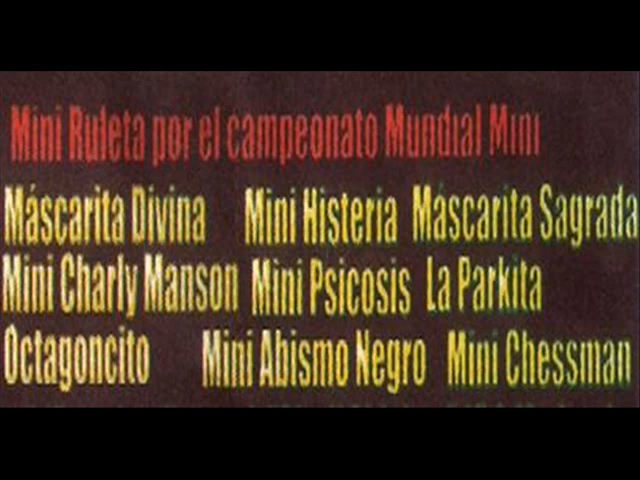 Mini Ruleta por el campeonato Mundial Mini
Máscarita Divina Mini Histeria Máscarita Sagrada
Mini Charly Manson Mini Psicosis La Parkita
Octagoncito Mini Abismo Negro Mini Chessman